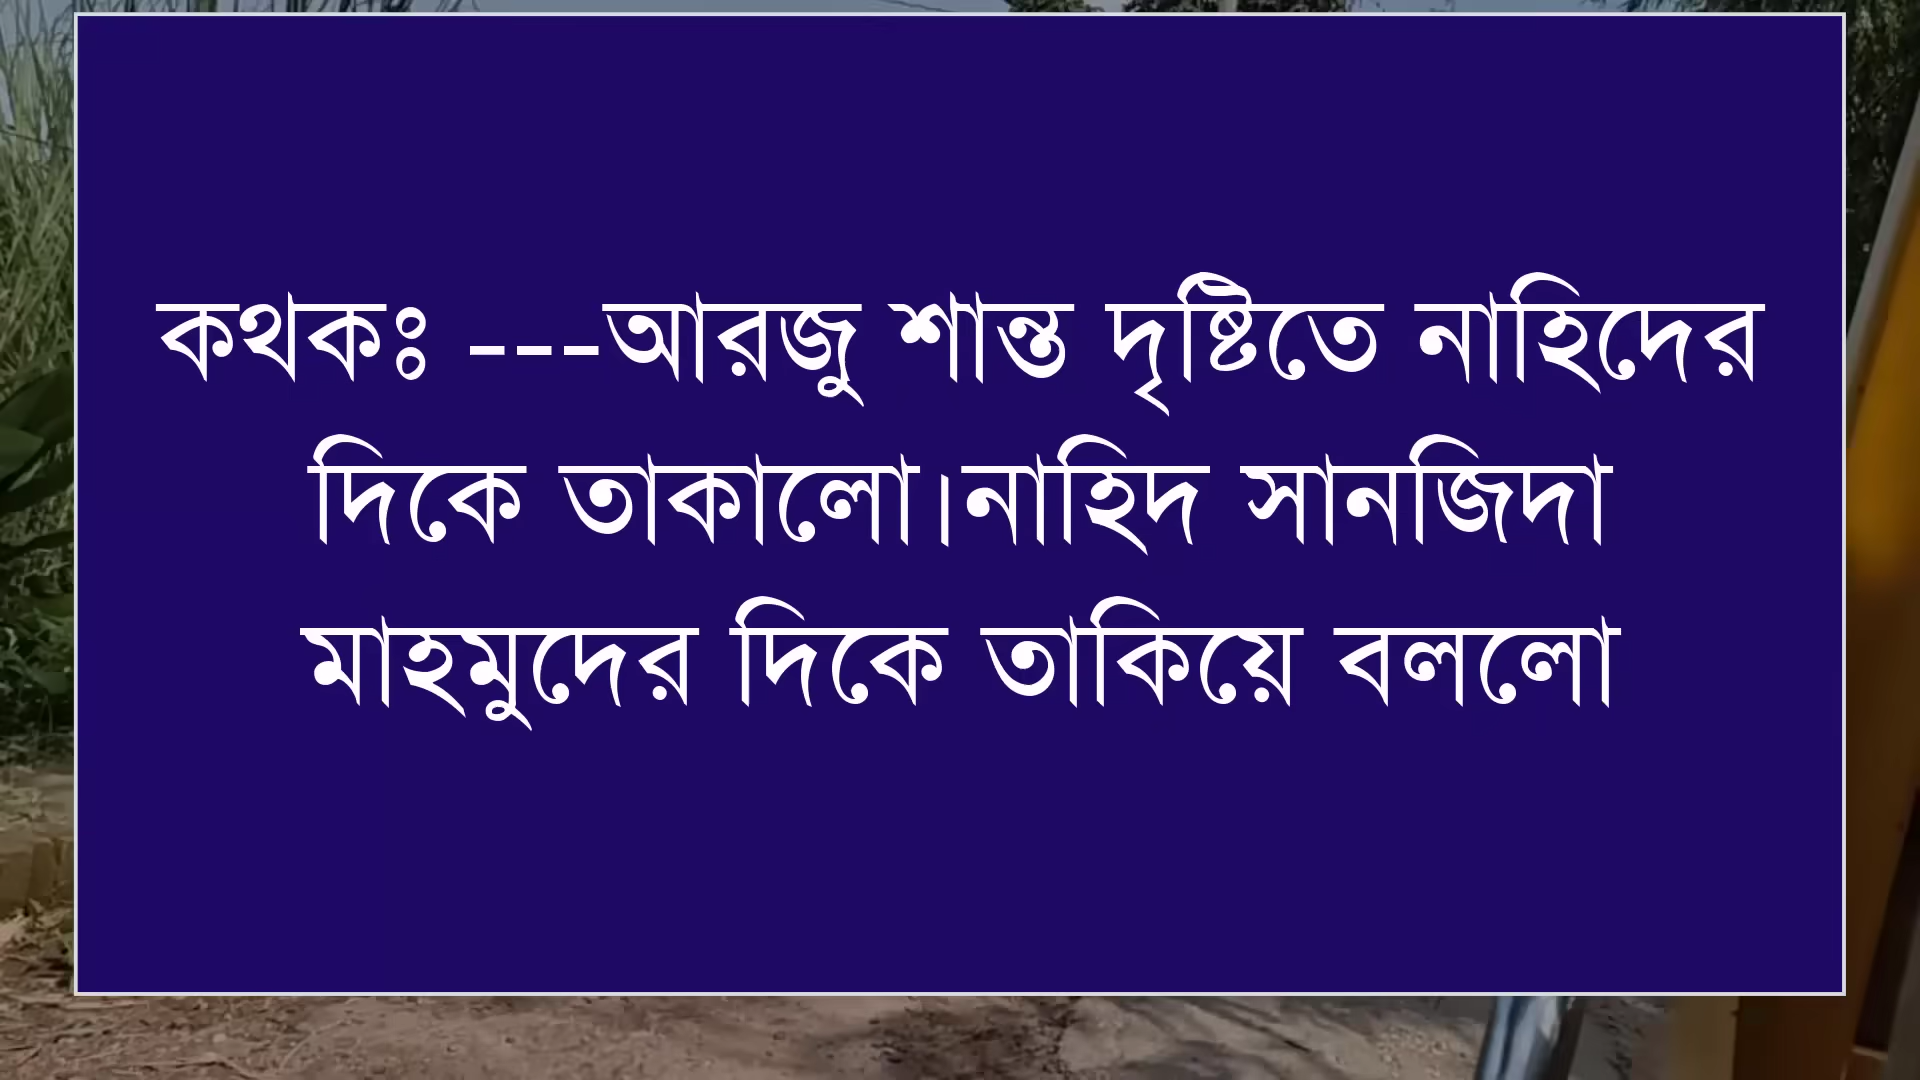 কথকঃ ---আরজু শান্ত দৃষ্টিতে নাহিদের
দিকে তাকালো।নাহিদ সানজিদা
মাহমুদের দিকে তাকিয়ে বললো